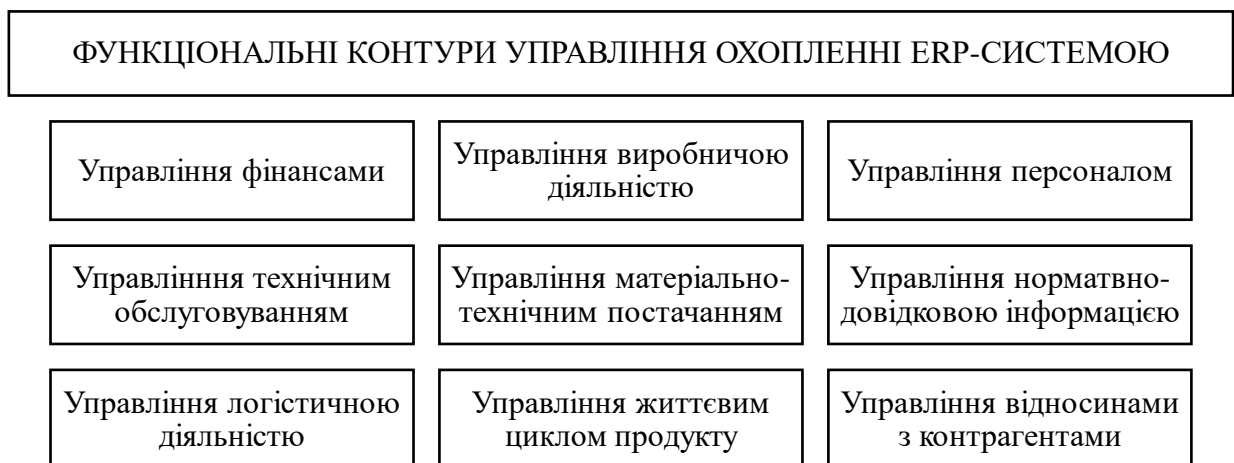 ФУНКЦІОНАЛЬНІ КОНТУРИ УПРАВЛІННЯ ОХОПЛЕННІ ERP-СИСТЕМОЮ
Управління фінансами
Управління виробничою
діяльністю
Управління персоналом
Управлінння технічним
обслуговуванням
Управління матеріально-
технічним постачанням
Управління норматвно-
довідковою інформацією
Управління логістичною
діяльністю
Управління життєвим
циклом продукту
Управління відносинами
з контрагентами